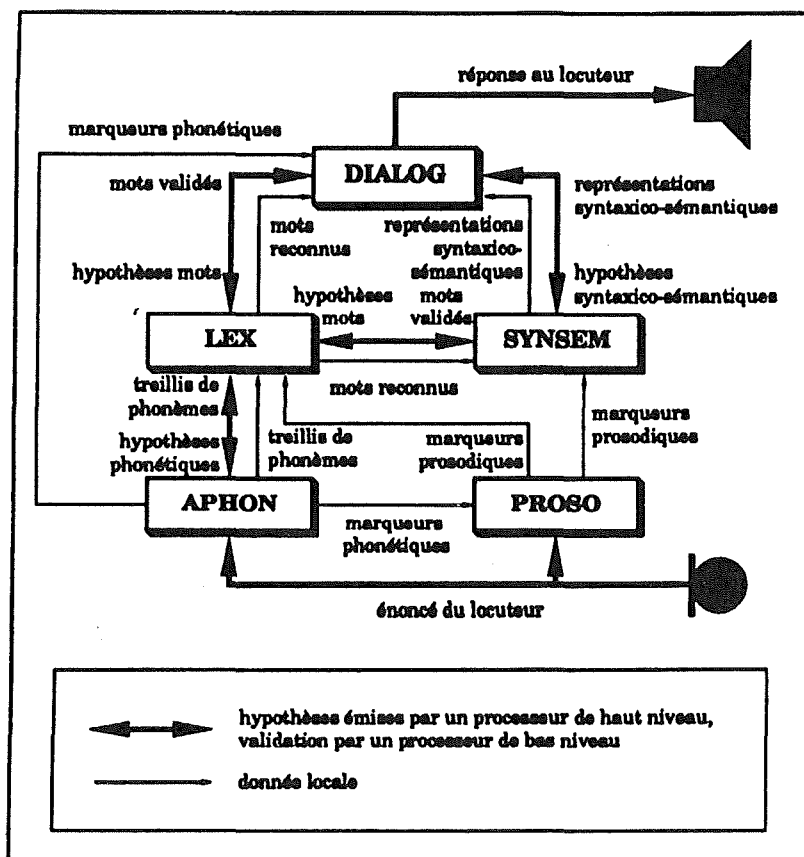 réponse au locuteur
marqueurs phonétiques
DIALOG
mots validés
représentations
syntaxico-sémantiques
mots
reconnus
représentations
syntaxico-
sémantiques
hypothèses mots
hypothèses
syntaxico-sémantiques
hypothèses
mots
mots
validés
LEX
SYNSEM
mots reconnus
treillis de
phonèmes
hypothèses
phonétiques
treillis de
phonèmes
marqueurs
prosodiques
marqueurs
prosodiques
APHON
PROSO
marqueurs
phonétiques
énoncé du locuteur
hypothèses émises par un processeur de haut niveau,
validation par un processeur de bas niveau
donnée locale